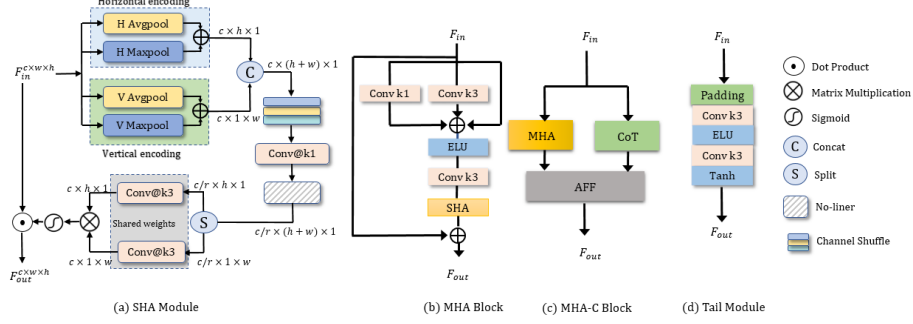 Horizontal encoding
H Avgpool
H Maxpool
c × h × 1
F_in^{c×w×h}
V Avgpool
V Maxpool
c × 1 × w
Vertical encoding
C
c × (h + w) × 1
Conv@k1
c × h × 1
Conv@k3
c/r × h × 1
Shared weights
S
Conv@k3
c × 1 × w
c/r × 1 × w
c/r × (h + w) × 1
F_out^{c×w×h}
(a) SHA Module
F_in
Conv k1
Conv k3
ELU
Conv k3
SHA
F_out
(b) MHA Block
F_in
MHA
CoT
AFF
F_out
(c) MHA-C Block
F_in
Padding
Conv k3
ELU
Conv k3
Tanh
F_out
(d) Tail Module
Dot Product
Matrix Multiplication
Sigmoid
C
Concat
S
Split
No-liner
Channel Shuffle